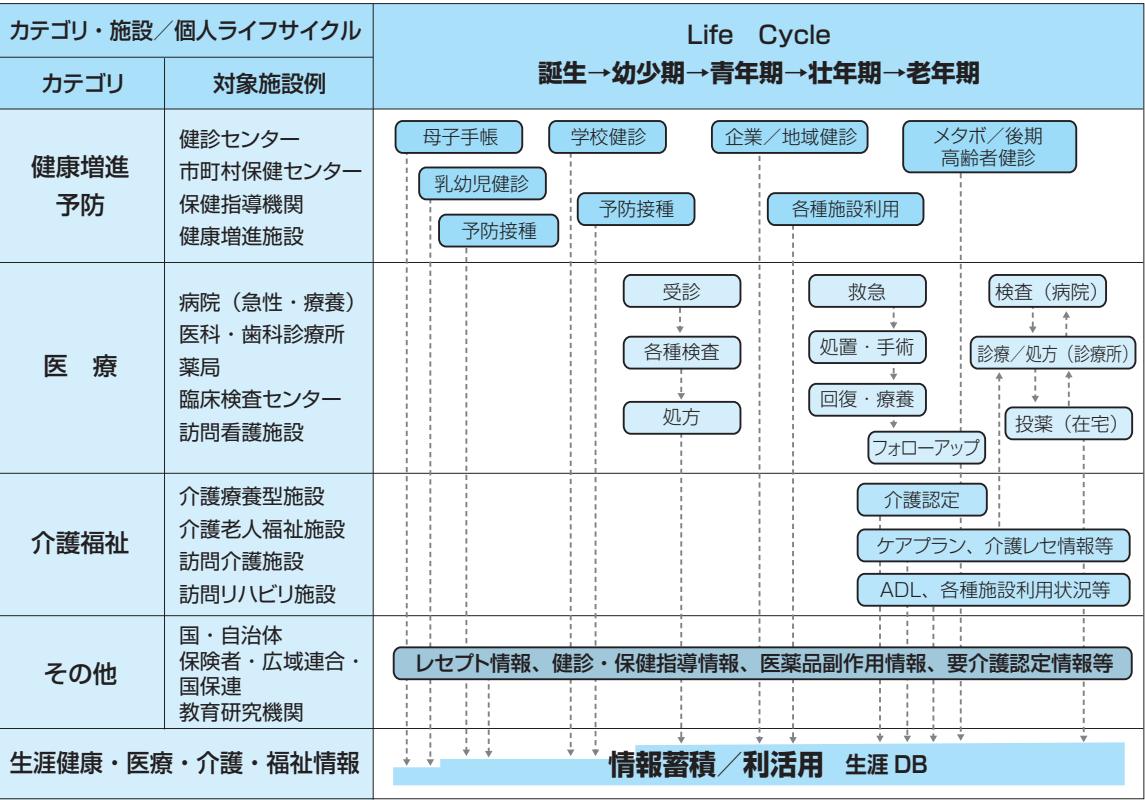 カテゴリ・施設／個人ライフサイクル
Life Cycle
誕生→幼少期→青年期→壮年期→老年期
カテゴリ
対象施設例
健康増進
予防
健診センター
市町村保健センター
保健指導機関
健康増進施設
母子手帳
学校健診
企業／地域健診
メタボ／後期
高齢者健診
乳幼児健診
予防接種
各種施設利用
予防接種
医　療
病院（急性・療養）
医科・歯科診療所
薬局
臨床検査センター
訪問看護施設
受診
各種検査
処方
救急
処置・手術
回復・療養
フォローアップ
検査（病院）
診療／処方（診療所）
投薬（在宅）
介護福祉
介護療養型施設
介護老人福祉施設
訪問介護施設
訪問リハビリ施設
介護認定
ケアプラン、介護レセ情報等
ADL、各種施設利用状況等
その他
国・自治体
保険者・広域連合・
国保連
教育研究機関
レセプト情報、健診・保健指導情報、医薬品副作用情報、要介護認定情報等
生涯健康・医療・介護・福祉情報
情報蓄積／利活用 生涯 DB